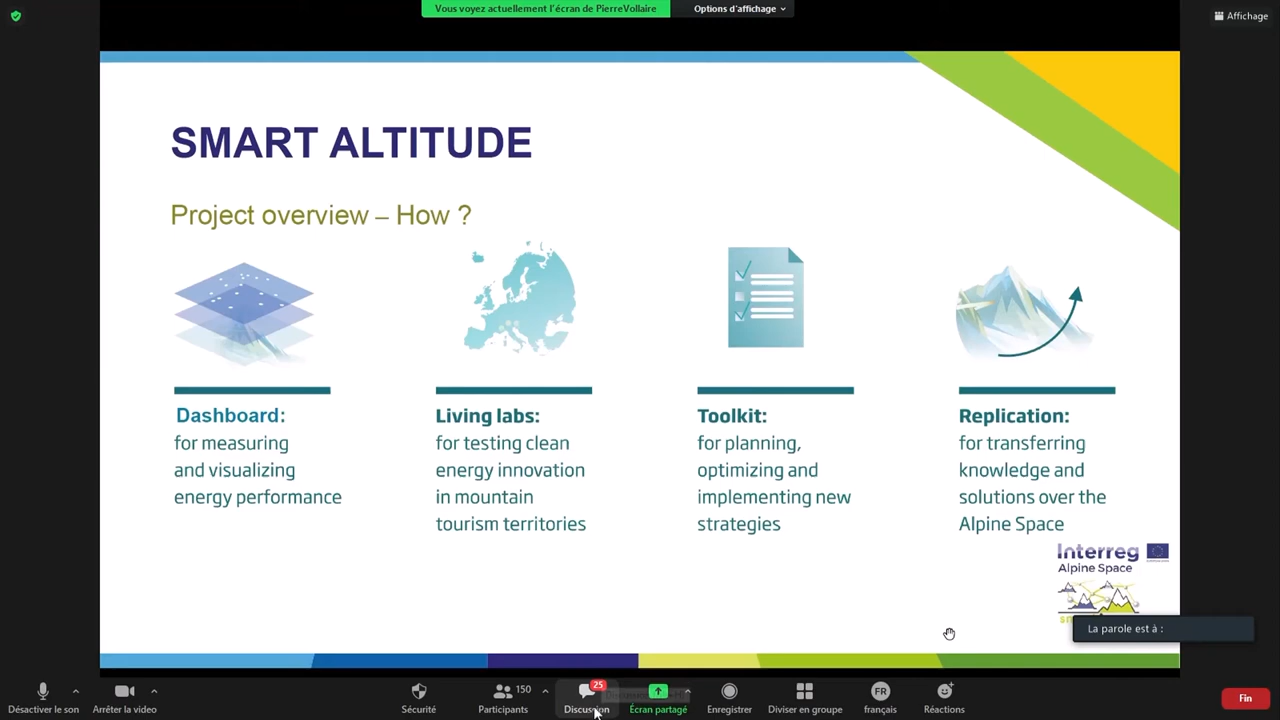 Vous voyez actuellement l'écran de PierreVollaire
Options d'affichage
Affichage
SMART ALTITUDE
Project overview – How ?
Dashboard:
for measuring
and visualizing
energy performance
Living labs:
for testing clean
energy innovation
in mountain
tourism territories
Toolkit:
for planning,
optimizing and
implementing new
strategies
Replication:
for transferring
knowledge and
solutions over the
Alpine Space
Interreg
Alpine Space
La parole est à :
Désactiver le son
Arrêter la video
Sécurité
150
Participants
25
Discussion
Écran partagé
Enregistrer
Diviser en groupe
FR
français
Réactions
Fin